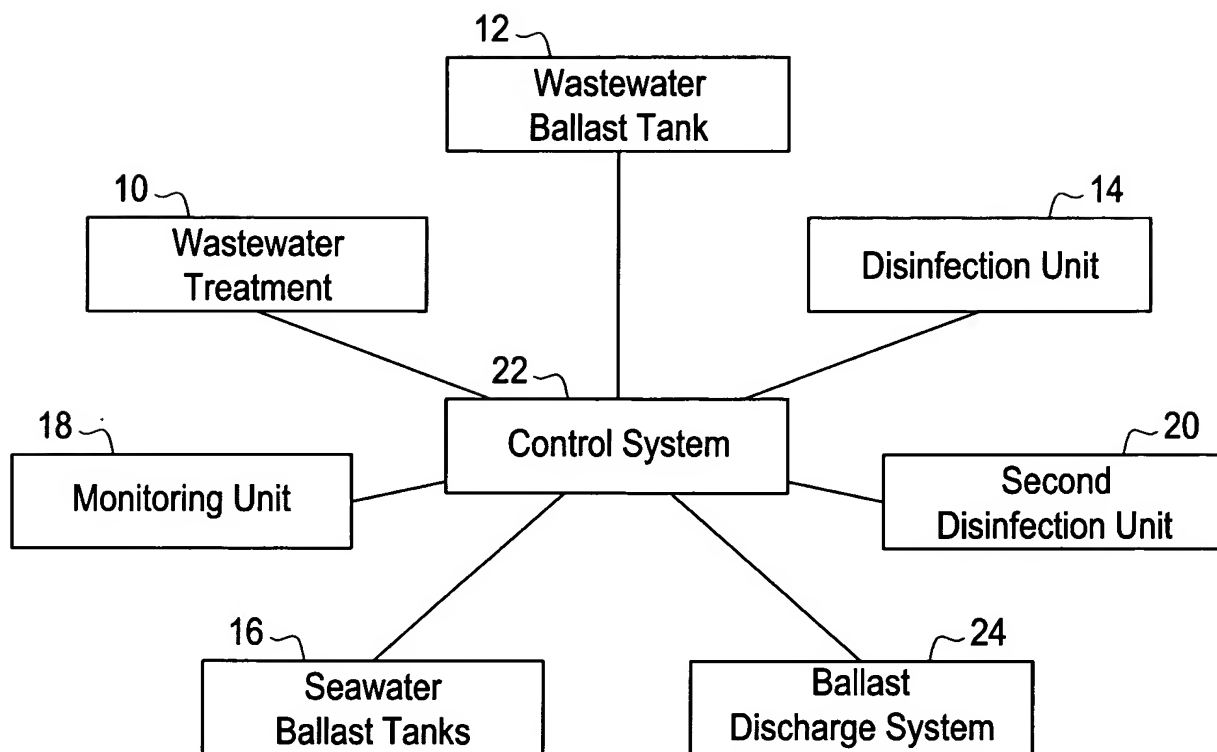 12
Wastewater
Ballast Tank
10
Wastewater
Treatment
14
Disinfection Unit
22
Control System
18
Monitoring Unit
20
Second
Disinfection Unit
16
Seawater
Ballast Tanks
24
Ballast
Discharge System